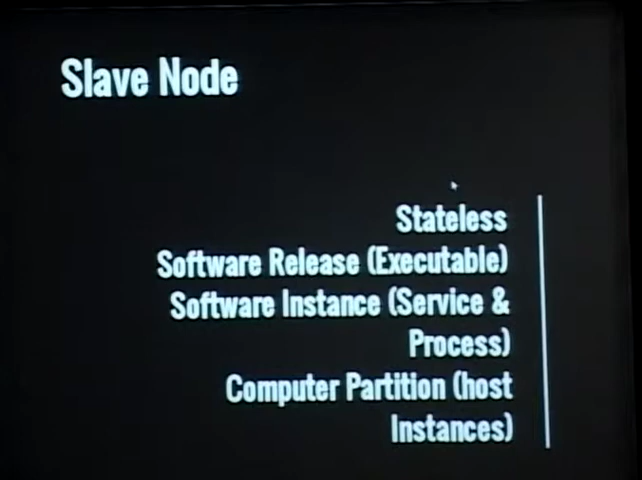 Slave Node
Stateless
Software Release (Executable)
Software Instance (Service &
Process)
Computer Partition (host
Instances)